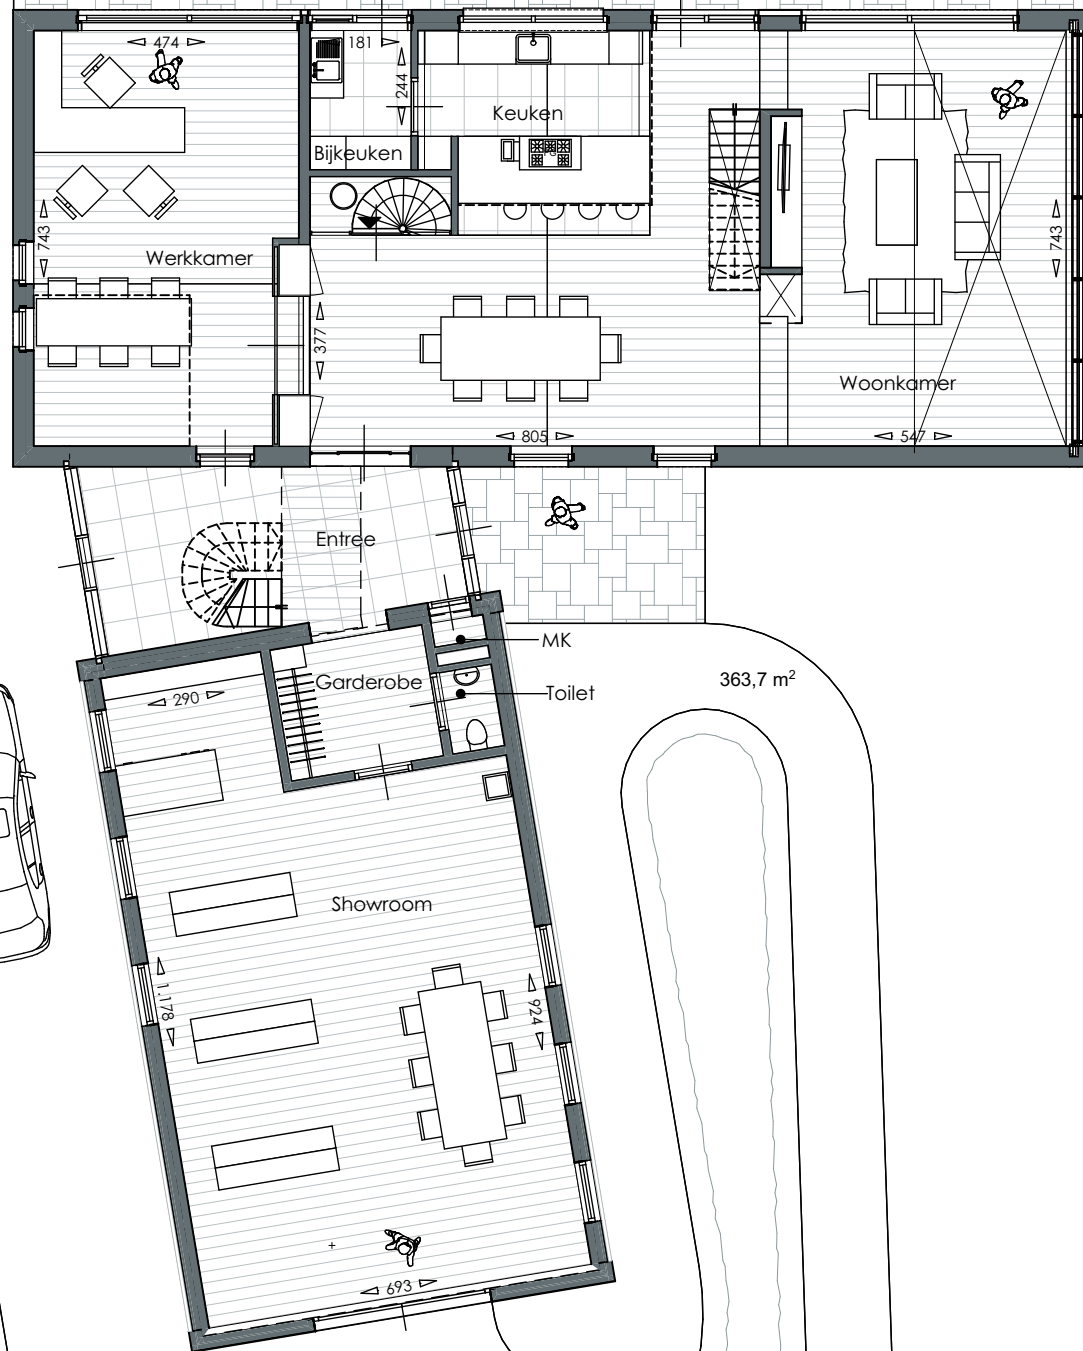 474
181
244
Keuken
Bijkeuken
743
Werkkamer
743
377
Woonkamer
805
547
Entree
MK
363,7 m²
Garderobe
290
Toilet
Showroom
1.178
924
693